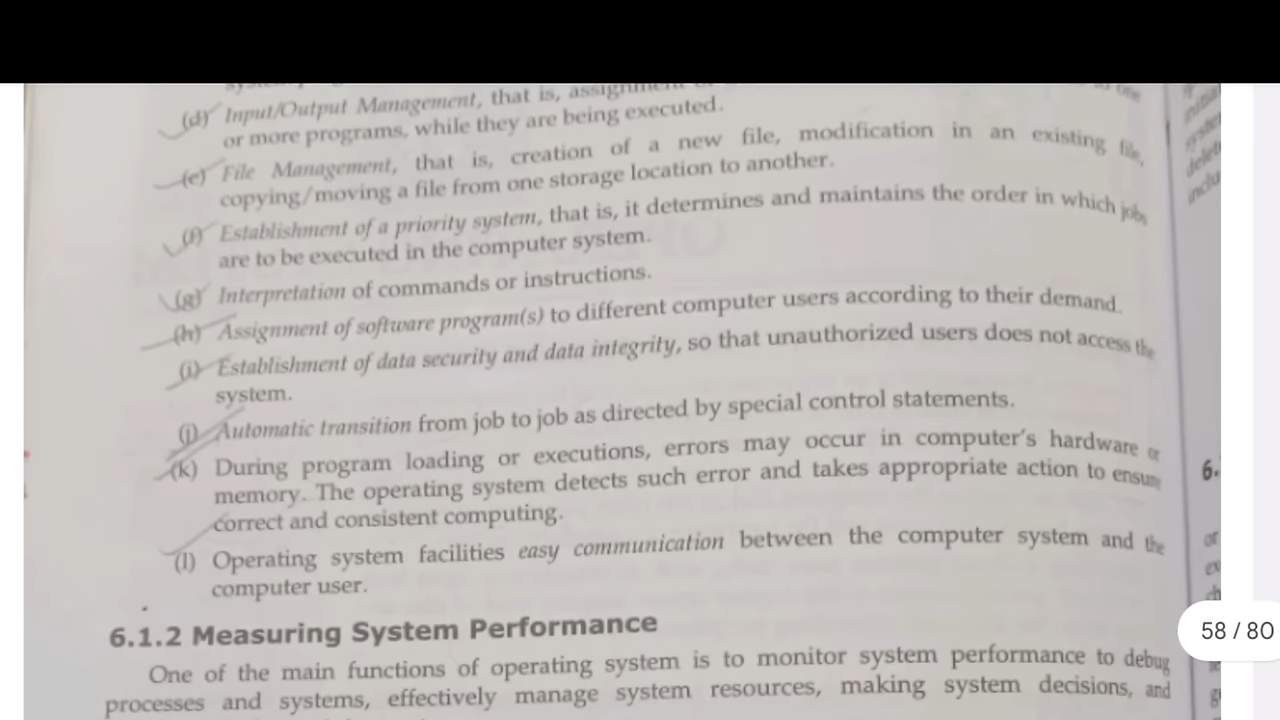 (d) Input/Output Management, that is, assignment
or more programs, while they are being executed.
(e) File Management, that is, creation of a new file, modification in an existing file,
copying/moving a file from one storage location to another.
(f) Establishment of a priority system, that is, it determines and maintains the order in which jobs
are to be executed in the computer system.
(g) Interpretation of commands or instructions.
(h) Assignment of software program(s) to different computer users according to their demand.
(i) Establishment of data security and data integrity, so that unauthorized users does not access the
system.
(j) Automatic transition from job to job as directed by special control statements.
(k) During program loading or executions, errors may occur in computer's hardware or
memory. The operating system detects such error and takes appropriate action to ensure
correct and consistent computing.
(l) Operating system facilities easy communication between the computer system and the
computer user.
6.1.2 Measuring System Performance
One of the main functions of operating system is to monitor system performance to debug
processes and systems, effectively manage system resources, making system decisions, and
6.
or
58 / 80